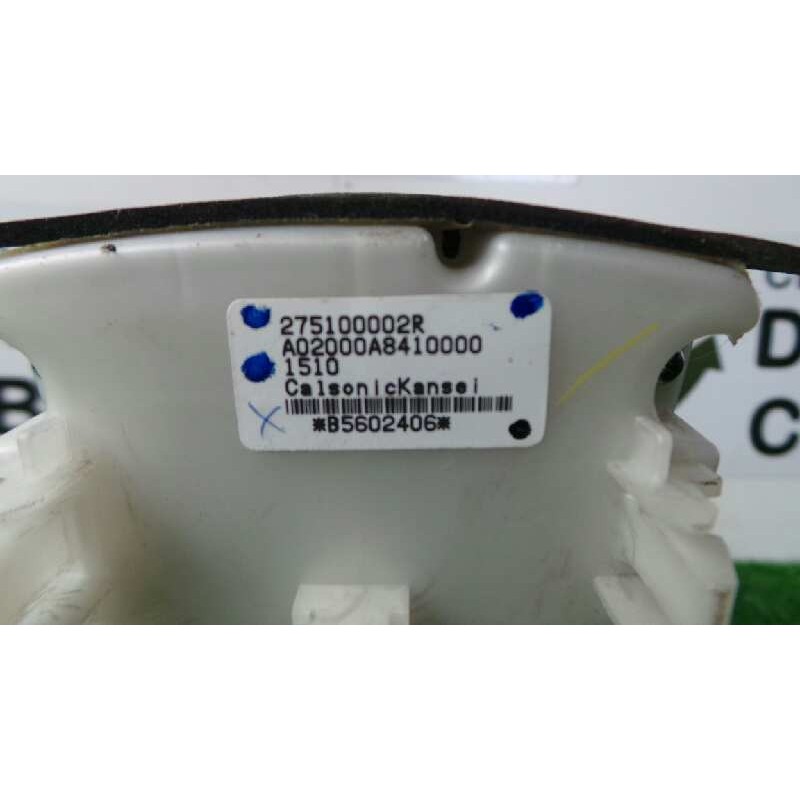 275100002R
A02000A8410000
1510
CalsonicKansei
*B5602406*
B
D
C